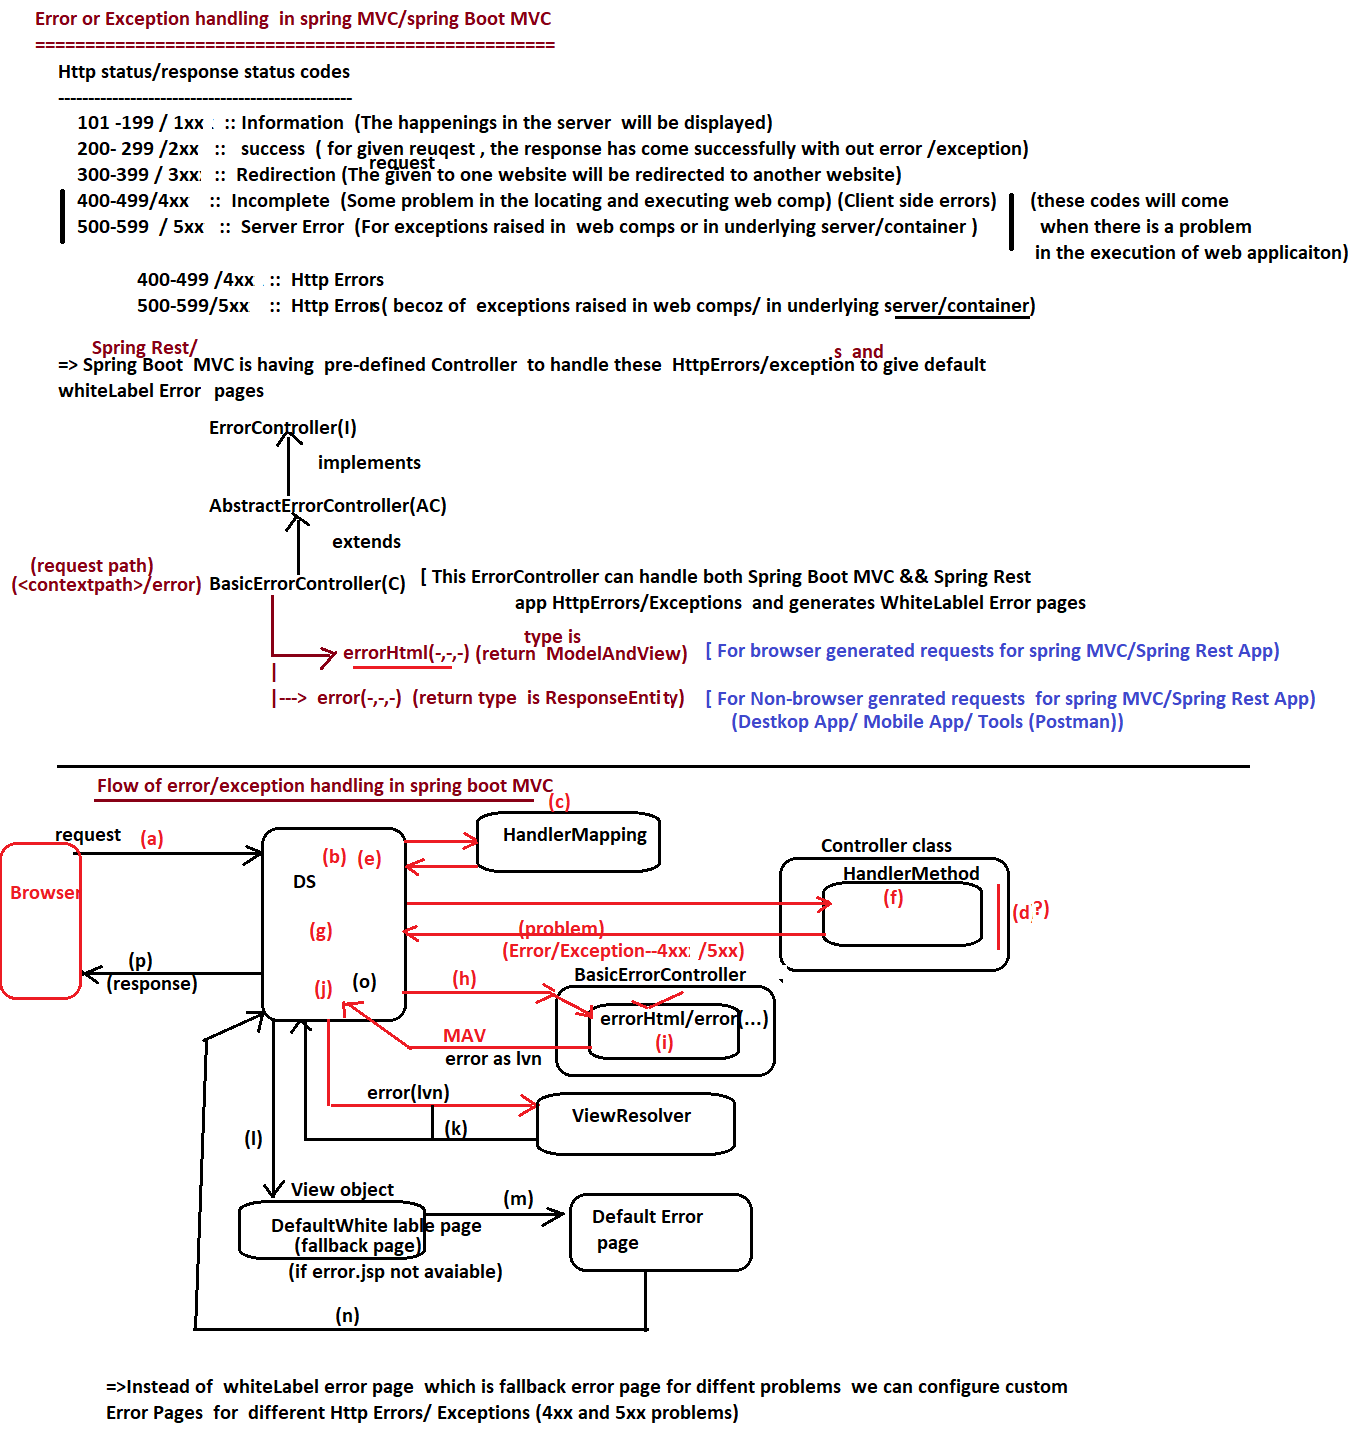 Error or Exception handling  in spring MVC/spring Boot MVC
====================================================
Http status/response status codes
-------------------------------------------------
101 -199 / 1xx  :: Information  (The happenings in the server  will be displayed)
200- 299 /2xx  ::  success  ( for given reuqest , the response has come successfully with out error /exception)
request
300-399 / 3xx  ::  Redirection (The given to one website will be redirected to another website)
400-499/4xx  ::  Incomplete  (Some problem in the locating and executing web comp) (Client side errors)  (these codes will come
500-599  / 5xx  ::  Server Error  (For exceptions raised in  web comps or in underlying server/container )  when there is a problem
in the execution of web applicaiton)
400-499 /4xx  ::  Http Errors
500-599/5xx  ::  Http Errors( becoz of  exceptions raised in web comps/ in underlying server/container)
Spring Rest/  s  and
=> Spring Boot  MVC is having  pre-defined Controller  to handle these  HttpErrors/exception to give default
whiteLabel Error  pages
ErrorController(I)
implements
AbstractErrorController(AC)
extends
(request path)
(<contextpath>/error)  BasicErrorController(C)  [ This ErrorController can handle both Spring Boot MVC && Spring Rest
app HttpErrors/Exceptions  and generates WhiteLablel Error pages
type is
errorHtml(-,-,-) (return  ModelAndView)  [ For browser generated requests for spring MVC/Spring Rest App)
|
|--->  error(-,-,-)  (return type  is ResponseEntity)  [ For Non-browser genrated requests  for spring MVC/Spring Rest App)
(Destkop App/ Mobile App/ Tools (Postman))
Flow of error/exception handling in spring boot MVC
(c)
request  (a)  HandlerMapping
Controller class
(b)  (e)
DS  HandlerMethod
Browser  (f)
(d ?)
(g)  (problem)
(Error/Exception--4xx /5xx)
(p)
(response)
BasicErrorController
(j)  (o)  (h)
errorHtml/error(...)
MAV  (i)
error as lvn
error(lvn)
ViewResolver
(k)
(l)
View object  (m)
DefaultWhite lable page  Default Error
(fallback page)  page
(if error.jsp not avaiable)
(n)
=>Instead of  whiteLabel error page  which is fallback error page for diffent problems  we can configure custom
Error Pages  for  different Http Errors/ Exceptions (4xx and 5xx problems)